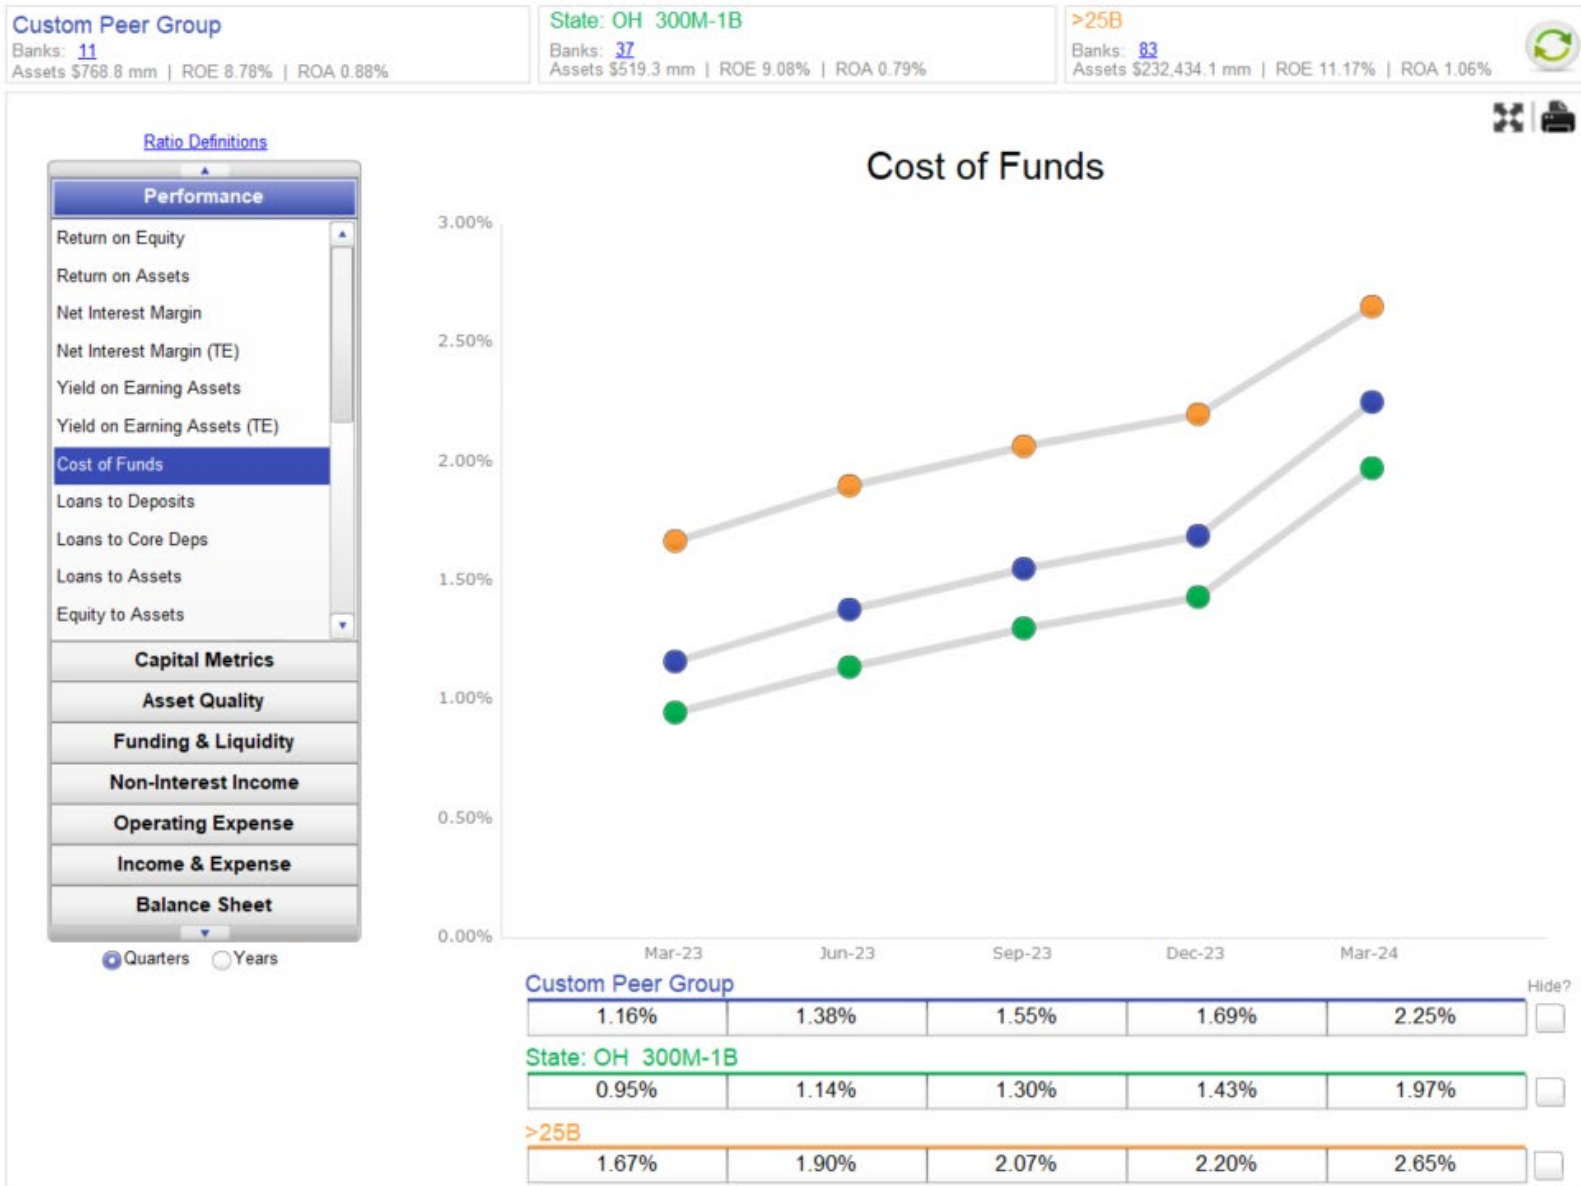 Custom Peer Group
Banks: 11
Assets $768.8 mm | ROE 8.78% | ROA 0.88%
State: OH 300M-1B
Banks: 37
Assets $519.3 mm | ROE 9.08% | ROA 0.79%
>25B
Banks: 83
Assets $232,434.1 mm | ROE 11.17% | ROA 1.06%
Ratio Definitions
Performance
Return on Equity
Return on Assets
Net Interest Margin
Net Interest Margin (TE)
Yield on Earning Assets
Yield on Earning Assets (TE)
Cost of Funds
Loans to Deposits
Loans to Core Deps
Loans to Assets
Equity to Assets
Capital Metrics
Asset Quality
Funding & Liquidity
Non-Interest Income
Operating Expense
Income & Expense
Balance Sheet
Quarters Years
Cost of Funds
3.00%
2.50%
2.00%
1.50%
1.00%
0.50%
0.00%
Mar-23 Jun-23 Sep-23 Dec-23 Mar-24
Custom Peer Group Hide?
1.16% 1.38% 1.55% 1.69% 2.25%
State: OH 300M-1B
0.95% 1.14% 1.30% 1.43% 1.97%
>25B
1.67% 1.90% 2.07% 2.20% 2.65%